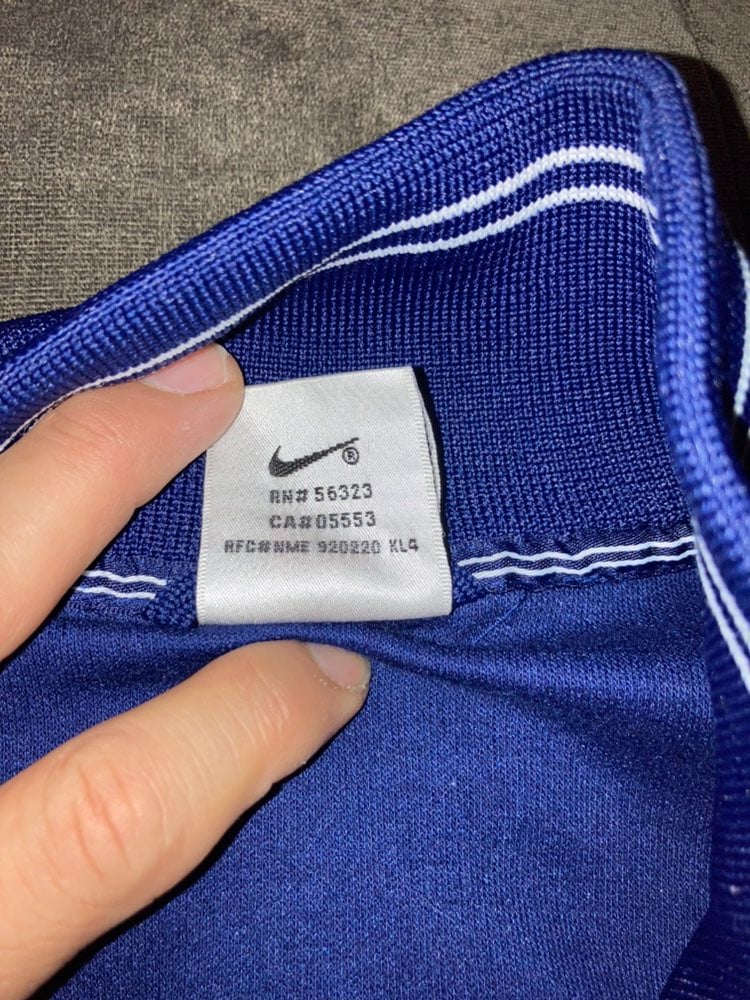 ®
RN# 56323
CA# 05553
RFC# NME 920220 KL4